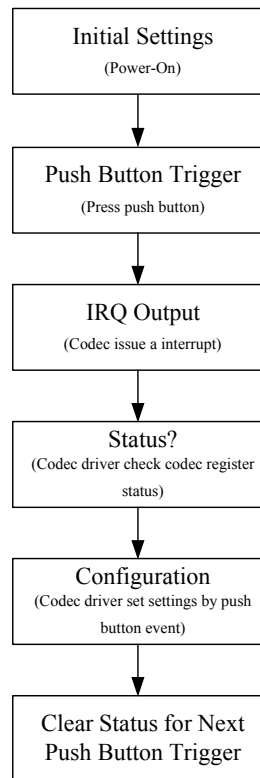 Initial Settings
(Power-On)
Push Button Trigger
(Press push button)
IRQ Output
(Codec issue a interrupt)
Status?
(Codec driver check codec register
status)
Configuration
(Codec driver set settings by push
button event)
Clear Status for Next
Push Button Trigger